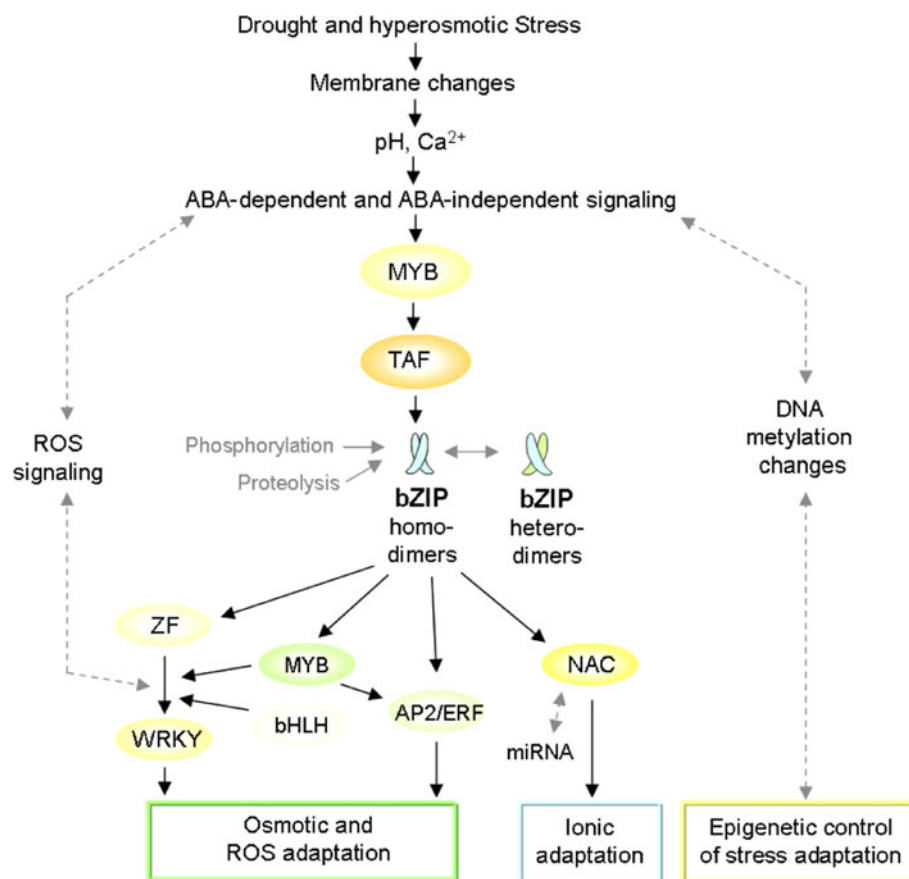 Drought and hyperosmotic Stress
Membrane changes
pH, Ca²⁺
ABA-dependent and ABA-independent signaling
MYB
TAF
ROS
signaling
Phosphorylation
Proteolysis
bZIP
homo-
dimers
bZIP
hetero-
dimers
DNA
metylation
changes
ZF
MYB
NAC
bHLH
AP2/ERF
miRNA
WRKY
Osmotic and
ROS adaptation
Ionic
adaptation
Epigenetic control
of stress adaptation